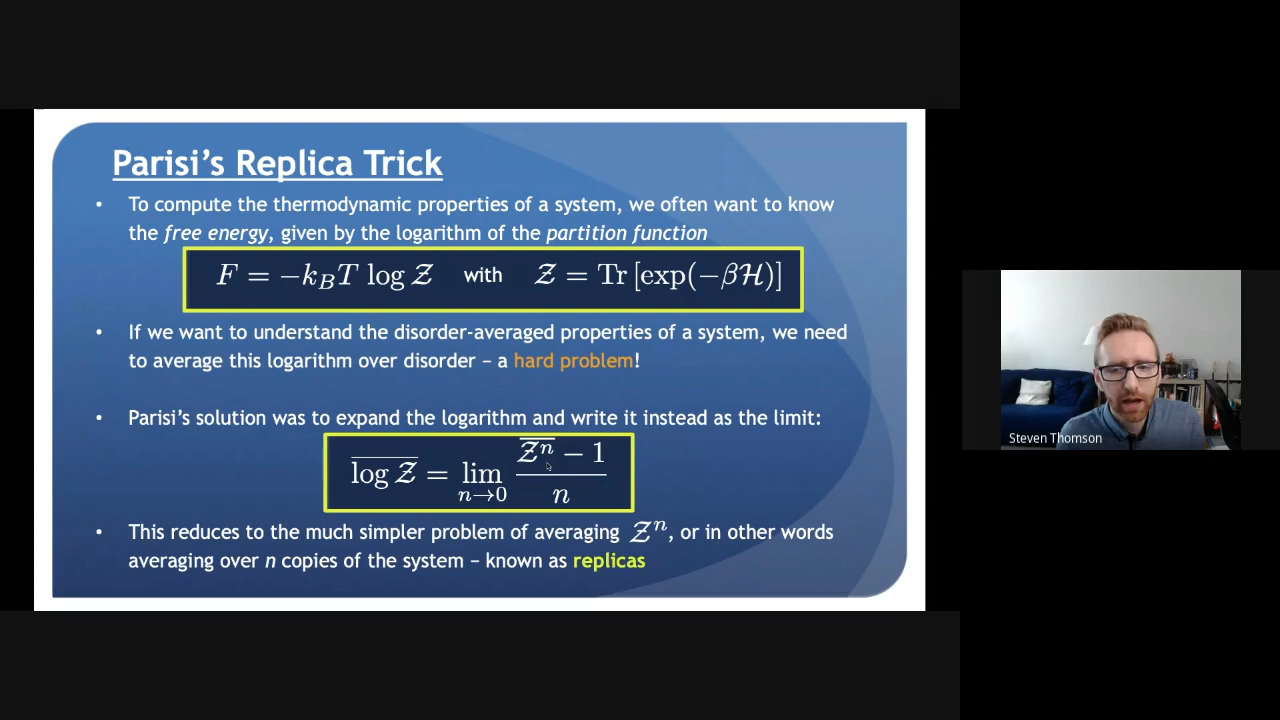 Parisi's Replica Trick
• To compute the thermodynamic properties of a system, we often want to know
the free energy, given by the logarithm of the partition function
F = −k_B T log 𝒵 with 𝒵 = Tr [exp(−βℋ)]
• If we want to understand the disorder-averaged properties of a system, we need
to average this logarithm over disorder – a hard problem!
• Parisi's solution was to expand the logarithm and write it instead as the limit:
\overline{log 𝒵} = lim_{n→0} \frac{\overline{𝒵^n} − 1}{n}
• This reduces to the much simpler problem of averaging 𝒵^n, or in other words
averaging over n copies of the system – known as replicas
Steven Thomson